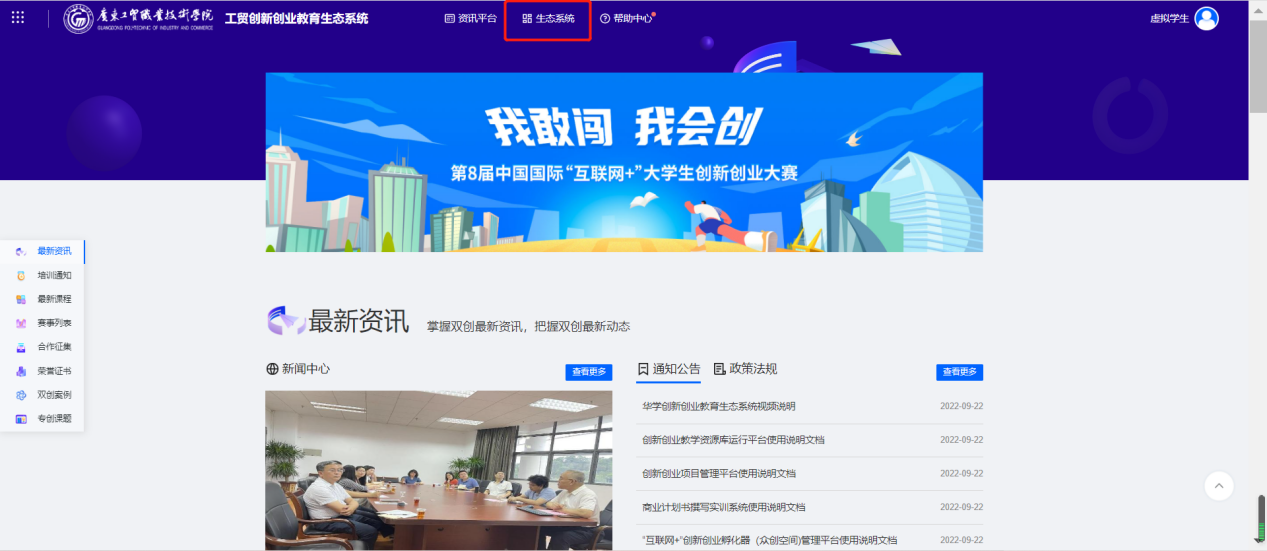 广东工贸职业技术学院
GUANGDONG POLYTECHNIC OF INDUSTRY AND COMMERCE
工贸创新创业教育生态系统
资讯平台
生态系统
帮助中心
虚拟学生
我敢闯 我会创
第8届中国国际“互联网+”大学生创新创业大赛
最新资讯
培训通知
最新课程
赛事列表
合作征集
荣誉证书
双创案例
专创课题
最新资讯
掌握双创最新资讯，把握双创最新动态
新闻中心
查看更多
通知公告
政策法规
查看更多
华学创新创业教育生态系统视频说明 2022-09-22
创新创业教学资源库运行平台使用说明文档 2022-09-22
创新创业项目管理平台使用说明文档 2022-09-22
商业计划书撰写实训系统使用说明文档 2022-09-22
"互联网+"创新创业孵化器（众创空间)管理平台使用说明文档 2022-09-22